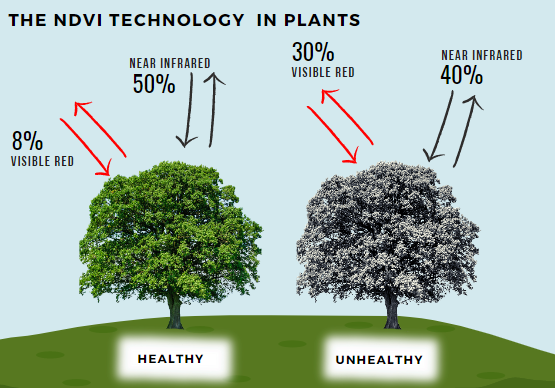 THE NDVI TECHNOLOGY IN PLANTS
NEAR INFRARED
50%
8%
VISIBLE RED
30%
VISIBLE RED
NEAR INFRARED
40%
HEALTHY
UNHEALTHY